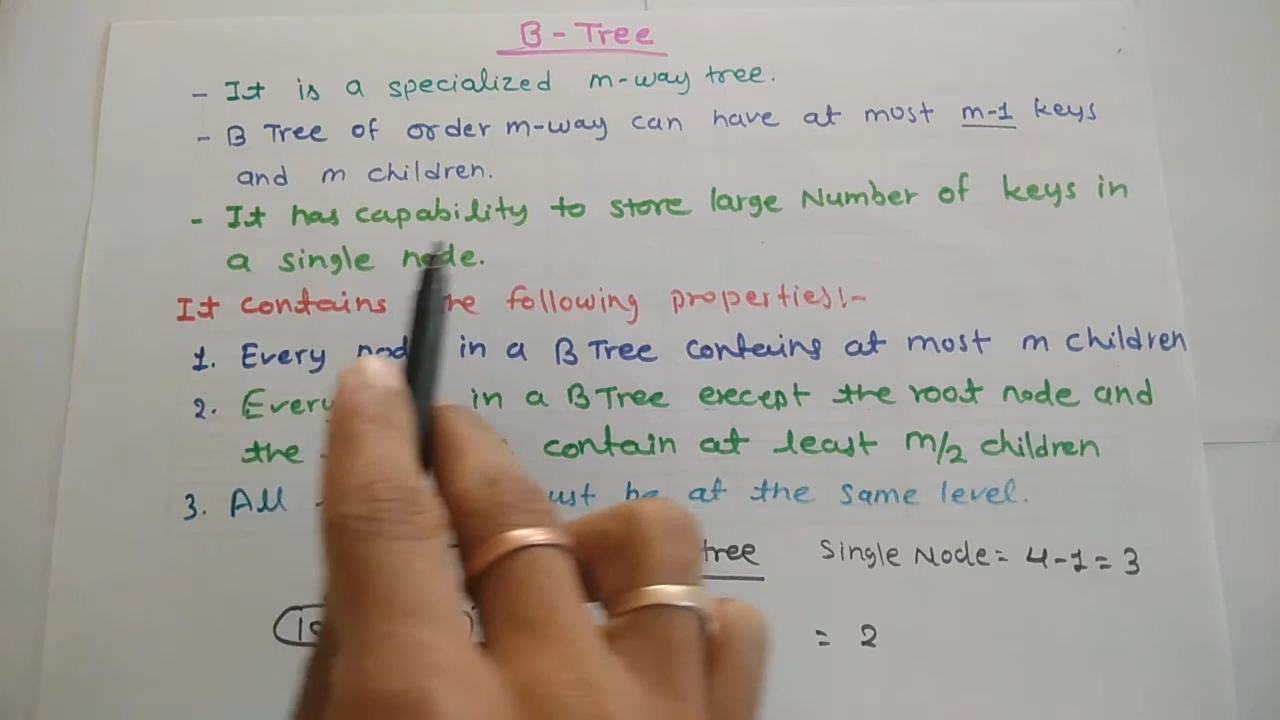 B-Tree
- It is a specialized m-way tree.
- B Tree of order m-way can have at most m-1 keys
and m children.
- It has capability to store large Number of keys in
a single node.
It contains following properties:-
1. Every in a B Tree contains at most m children
2. Every in a B Tree except the root node and
the contain at least m/2 children
3. All at the same level.
tree Single Node= 4-1=3
= 2